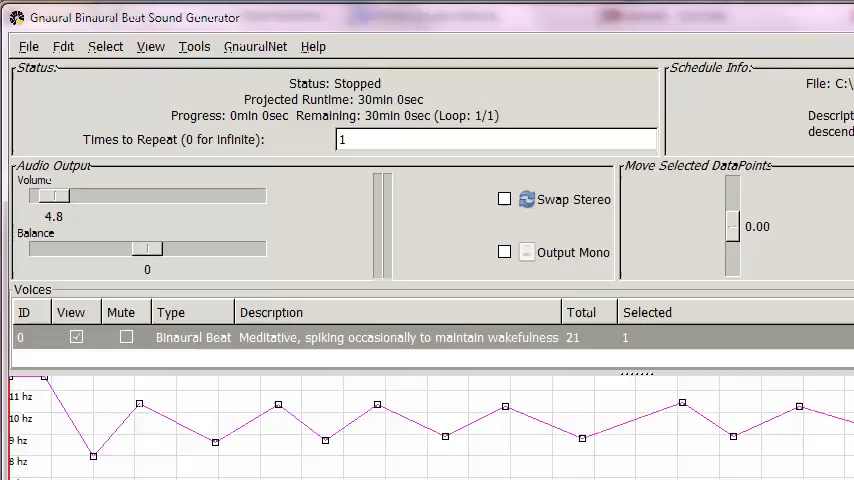 Gnaural Binaural Beat Sound Generator
File Edit Select View Tools GnauralNet Help
Status:
Status: Stopped
Projected Runtime: 30min 0sec
Progress: 0min 0sec Remaining: 30min 0sec (Loop: 1/1)
Times to Repeat (0 for infinite): 1
Schedule Info:
File: C:\
Descript
descend
Audio Output
Volume
4.8
Balance
0
Swap Stereo
Output Mono
Move Selected DataPoints
0.00
Voices
ID View Mute Type Description Total Selected
0 Binaural Beat Meditative, spiking occasionally to maintain wakefulness 21 1
11 hz
10 hz
9 hz
8 hz